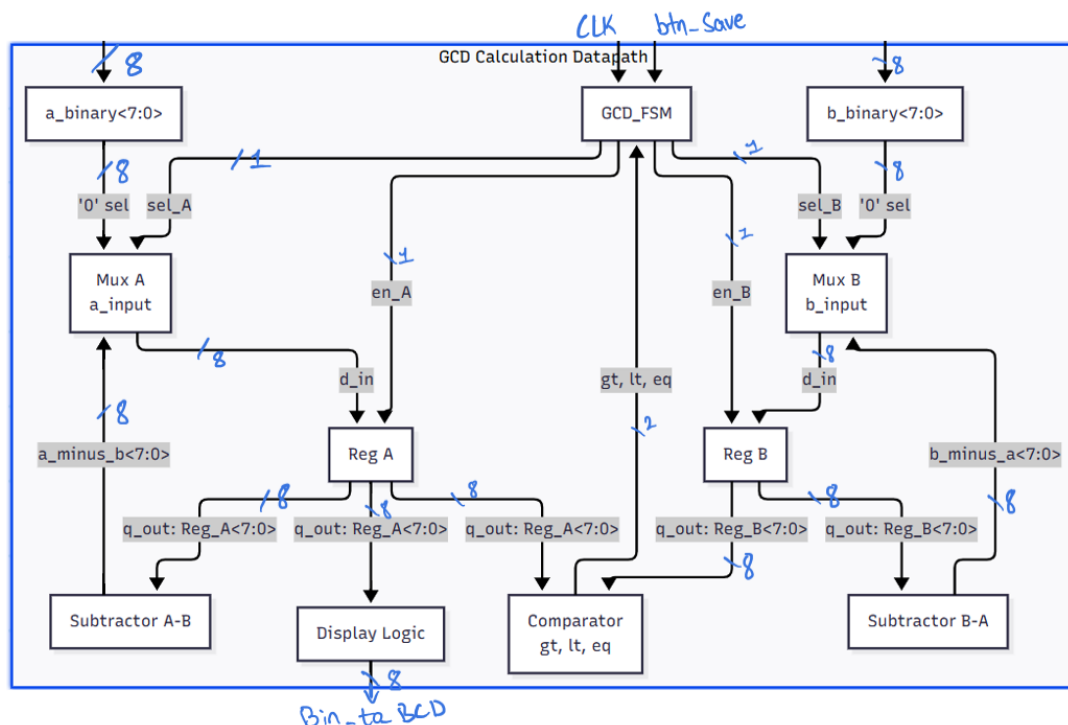 CLK btn_Save
GCD Calculation Datapath
8
8
a_binary<7:0>
GCD_FSM
b_binary<7:0>
8
1
1
8
'0' sel
sel_A
sel_B
'0' sel
1
1
Mux A
a_input
Mux B
b_input
en_A
en_B
8
8
d_in
gt, lt, eq
d_in
8
2
a_minus_b<7:0>
Reg A
Reg B
b_minus_a<7:0>
8
8
8
8
8
q_out: Reg_A<7:0>
q_out: Reg_A<7:0>
q_out: Reg_A<7:0>
q_out: Reg_B<7:0>
q_out: Reg_B<7:0>
8
Subtractor A-B
Display Logic
Comparator
gt, lt, eq
Subtractor B-A
8
Bin_to BCD